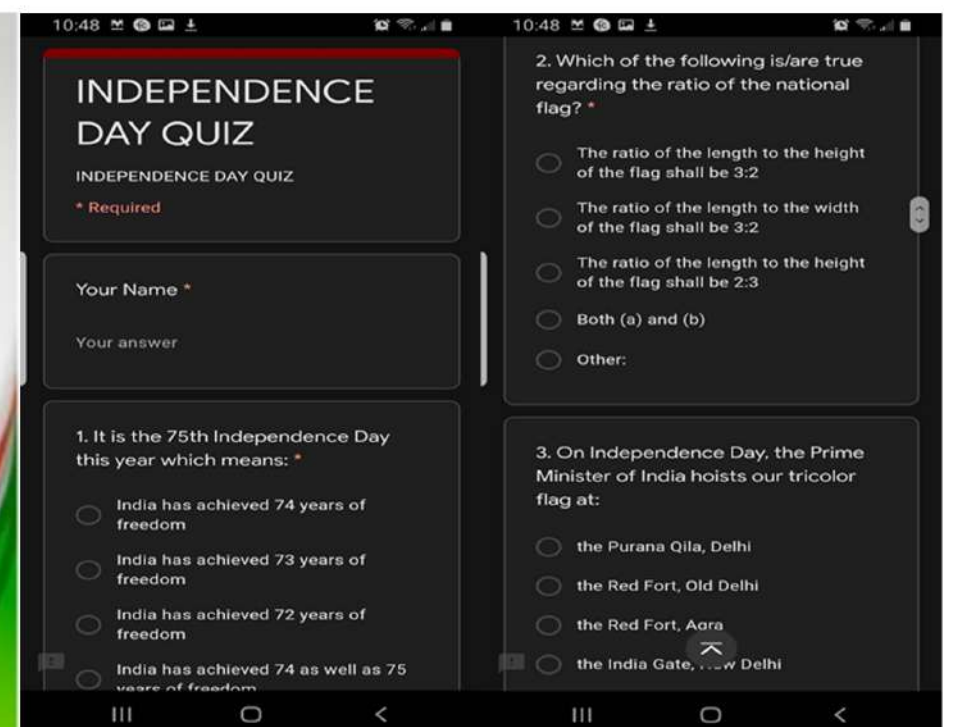 10:48
INDEPENDENCE
DAY QUIZ
INDEPENDENCE DAY QUIZ
* Required
Your Name *
Your answer
1. It is the 75th Independence Day
this year which means: *
India has achieved 74 years of
freedom
India has achieved 73 years of
freedom
India has achieved 72 years of
freedom
India has achieved 74 as well as 75
years of freedom
10:48
2. Which of the following is/are true
regarding the ratio of the national
flag? *
The ratio of the length to the height
of the flag shall be 3:2
The ratio of the length to the width
of the flag shall be 3:2
The ratio of the length to the height
of the flag shall be 2:3
Both (a) and (b)
Other:
3. On Independence Day, the Prime
Minister of India hoists our tricolor
flag at:
the Purana Qila, Delhi
the Red Fort, Old Delhi
the Red Fort, Agra
the India Gate, Delhi